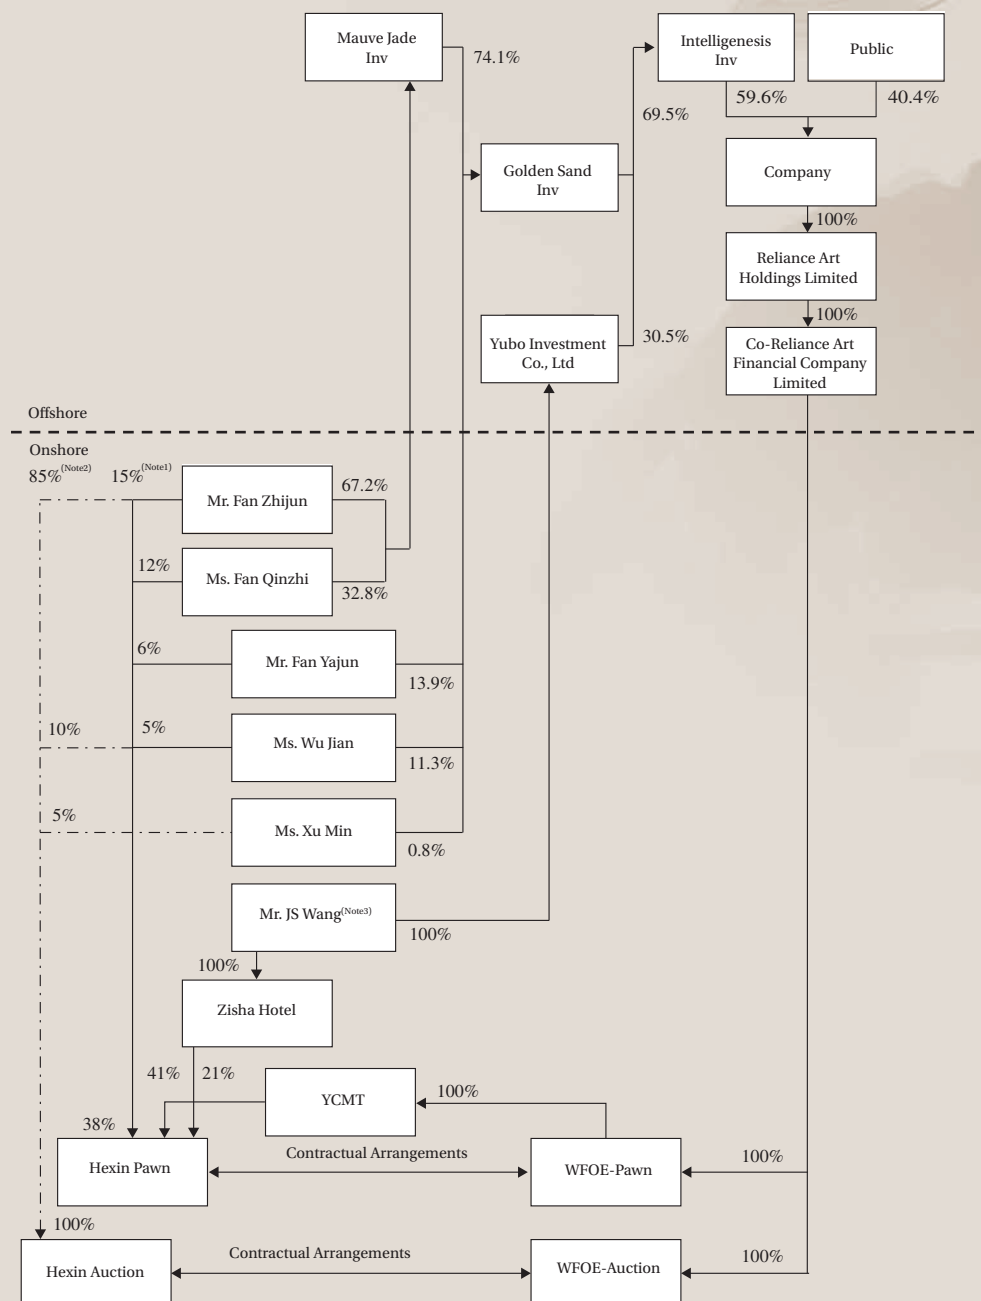 Mauve Jade
Inv
74.1%
Intelligenesis
Inv
Public
59.6%
40.4%
69.5%
Golden Sand
Inv
Company
100%
Reliance Art
Holdings Limited
100%
Yubo Investment
Co., Ltd
30.5%
Co-Reliance Art
Financial Company
Limited
Offshore
Onshore
85%(Note2)
15%(Note1)
Mr. Fan Zhijun
67.2%
12%
Ms. Fan Qinzhi
32.8%
6%
Mr. Fan Yajun
13.9%
10%
5%
Ms. Wu Jian
11.3%
5%
Ms. Xu Min
0.8%
Mr. JS Wang(Note3)
100%
100%
Zisha Hotel
41%
21%
YCMT
100%
38%
Hexin Pawn
Contractual Arrangements
WFOE-Pawn
100%
100%
Hexin Auction
Contractual Arrangements
WFOE-Auction
100%